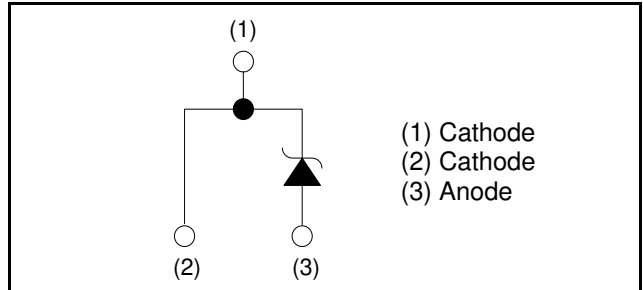 (1)
(1) Cathode
(2) Cathode
(3) Anode
(2) (3)